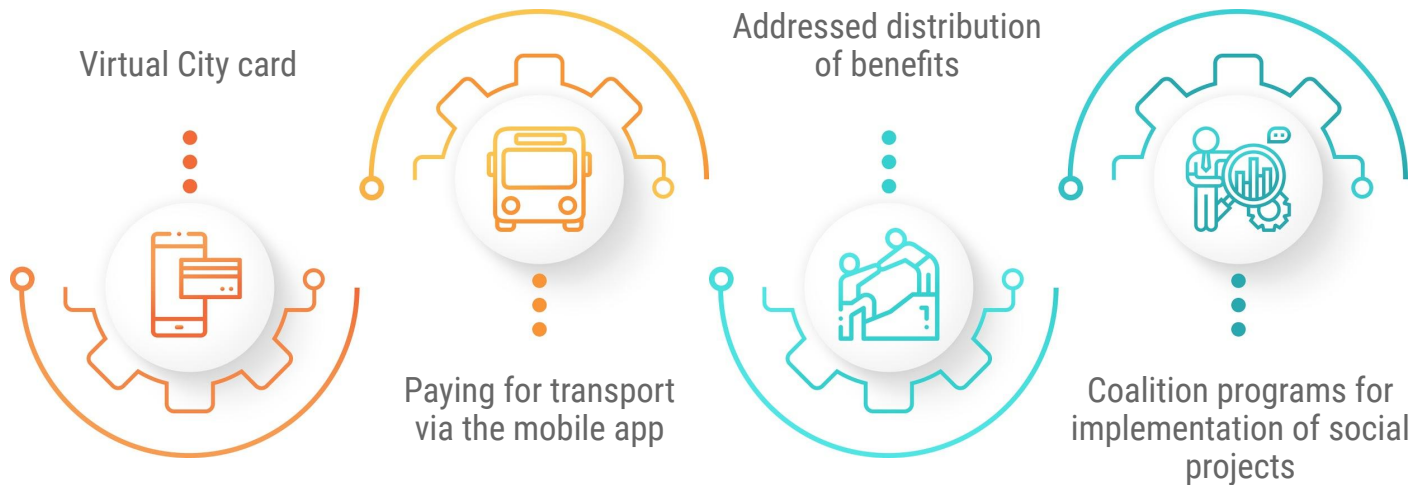 Virtual City card
Paying for transport
via the mobile app
Addressed distribution
of benefits
Coalition programs for
implementation of social
projects